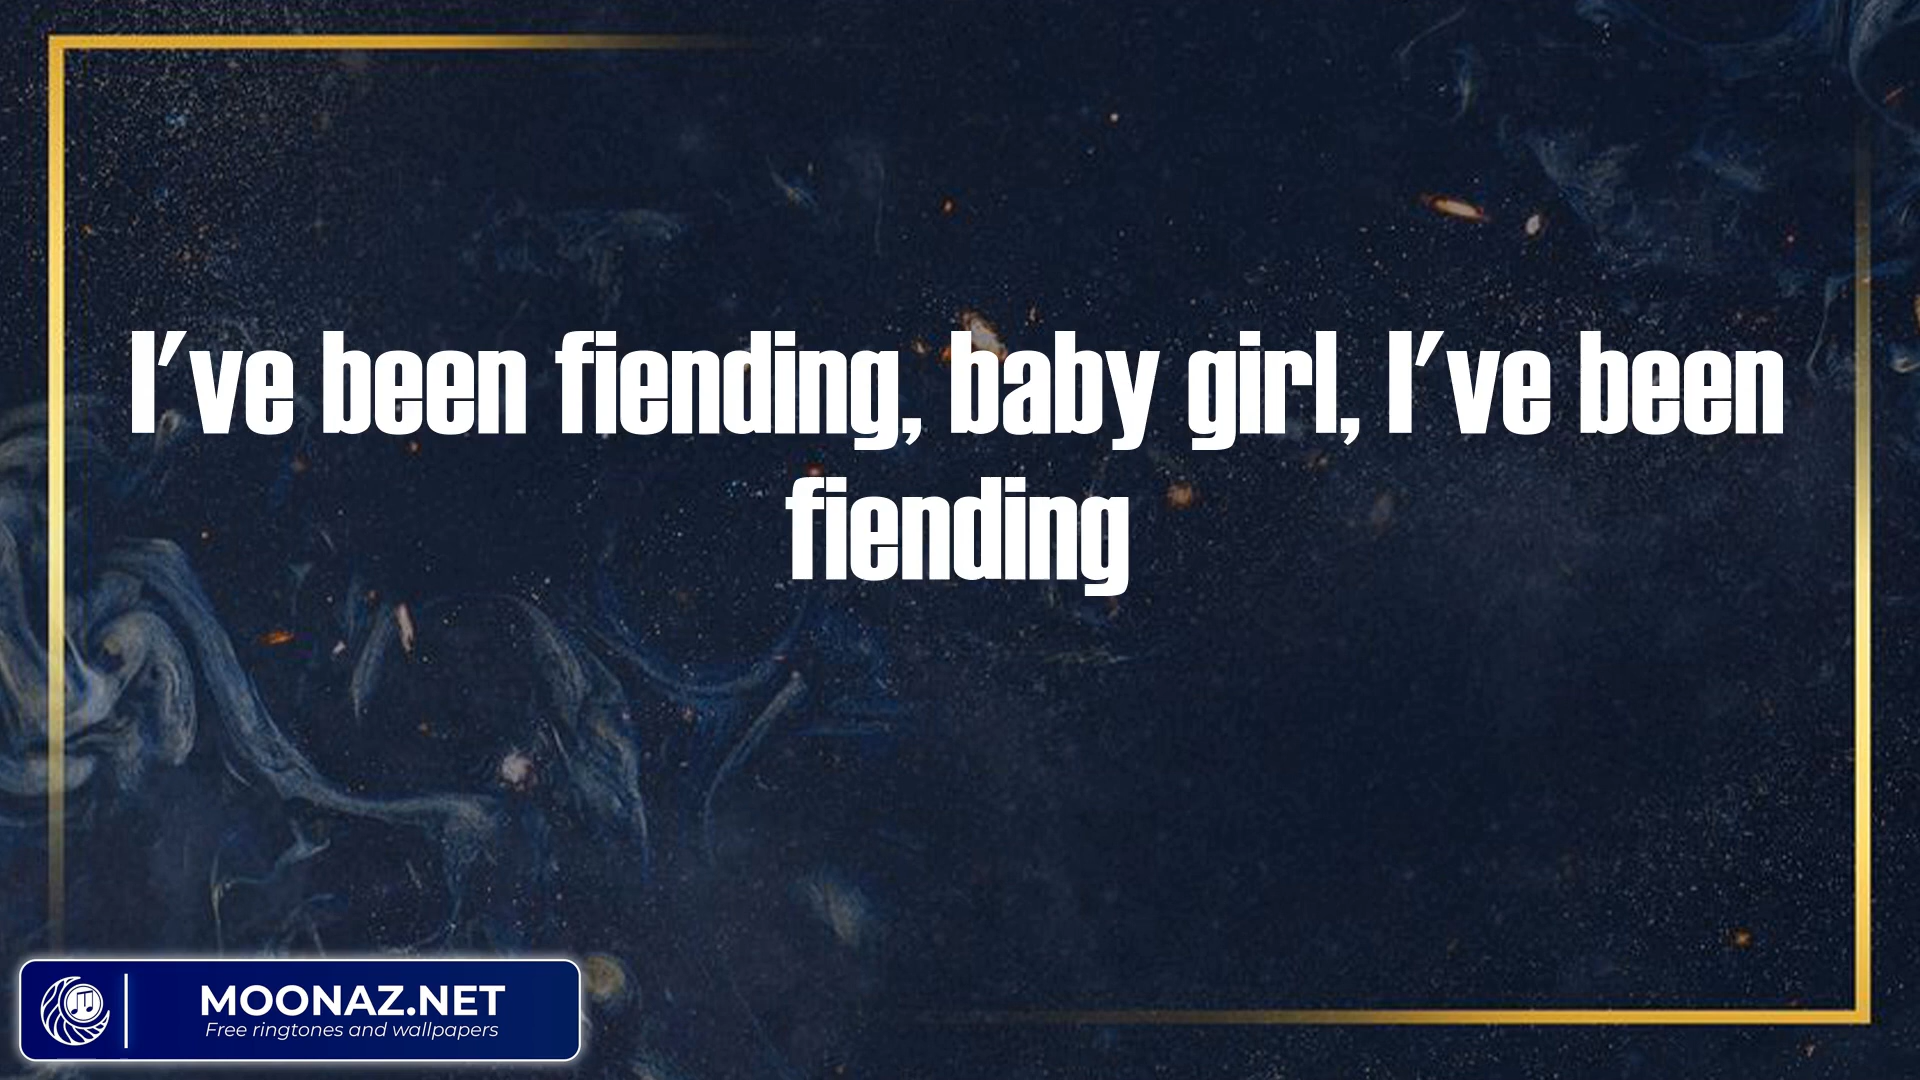 I've been fiending, baby girl, I've been
fiending
MOONAZ.NET
Free ringtones and wallpapers